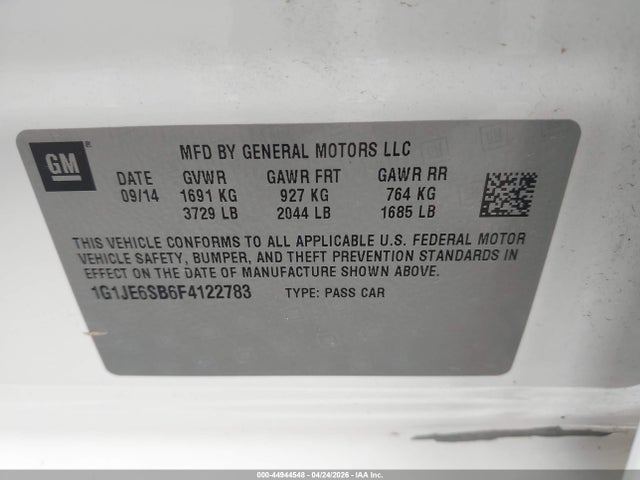 GM®
MFD BY GENERAL MOTORS LLC
DATE GVWR GAWR FRT GAWR RR
09/14 1691 KG 927 KG 764 KG
3729 LB 2044 LB 1685 LB
THIS VEHICLE CONFORMS TO ALL APPLICABLE U.S. FEDERAL MOTOR
VEHICLE SAFETY, BUMPER, AND THEFT PREVENTION STANDARDS IN
EFFECT ON THE DATE OF MANUFACTURE SHOWN ABOVE.
1G1JE6SB6F4122783 TYPE: PASS CAR
000-44944548 - 04/24/2026 - IAA Inc.